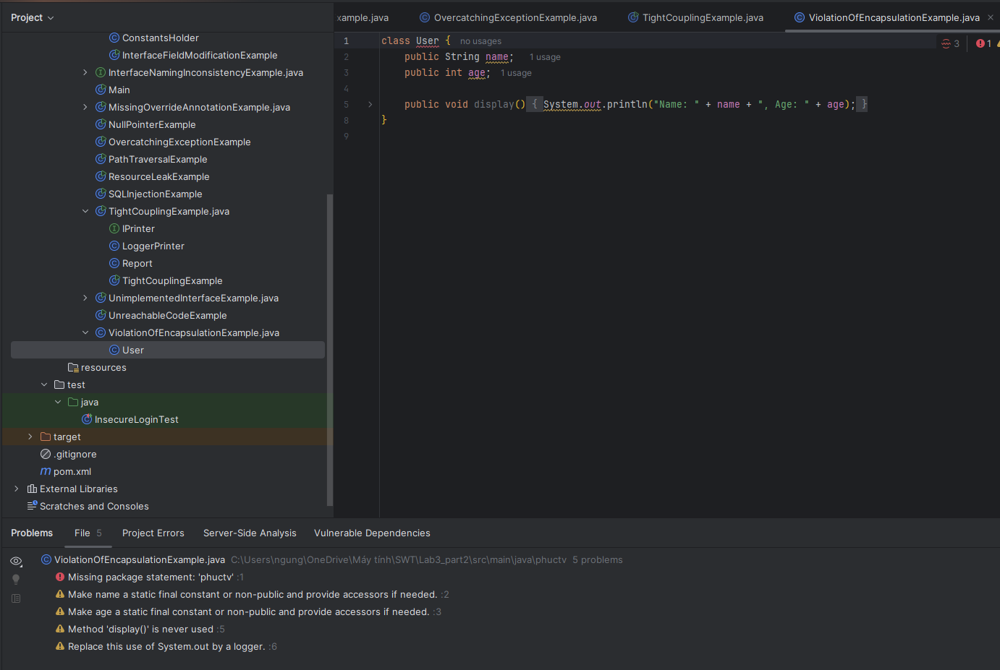 Project
ConstantsHolder
InterfaceFieldModificationExample
InterfaceNamingInconsistencyExample.java
Main
MissingOverrideAnnotationExample.java
NullPointerExample
OvercatchingExceptionExample
PathTraversalExample
ResourceLeakExample
SQLInjectionExample
TightCouplingExample.java
IPrinter
LoggerPrinter
Report
TightCouplingExample
UnimplementedInterfaceExample.java
UnreachableCodeExample
ViolationOfEncapsulationExample.java
User
resources
test
java
InsecureLoginTest
target
.gitignore
pom.xml
External Libraries
Scratches and Consoles
xample.java OvercatchingExceptionExample.java TightCouplingExample.java ViolationOfEncapsulationExample.java
1 class User { no usages 3 1
2 public String name; 1 usage
3 public int age; 1 usage
4
5 public void display() { System.out.println("Name: " + name + ", Age: " + age); }
8 }
9
Problems File 5 Project Errors Server-Side Analysis Vulnerable Dependencies
ViolationOfEncapsulationExample.java C:\Users\ngung\OneDrive\Máy tính\SWT\Lab3_part2\src\main\java\phuctv 5 problems
Missing package statement: 'phuctv' :1
Make name a static final constant or non-public and provide accessors if needed. :2
Make age a static final constant or non-public and provide accessors if needed. :3
Method 'display()' is never used :5
Replace this use of System.out by a logger. :6